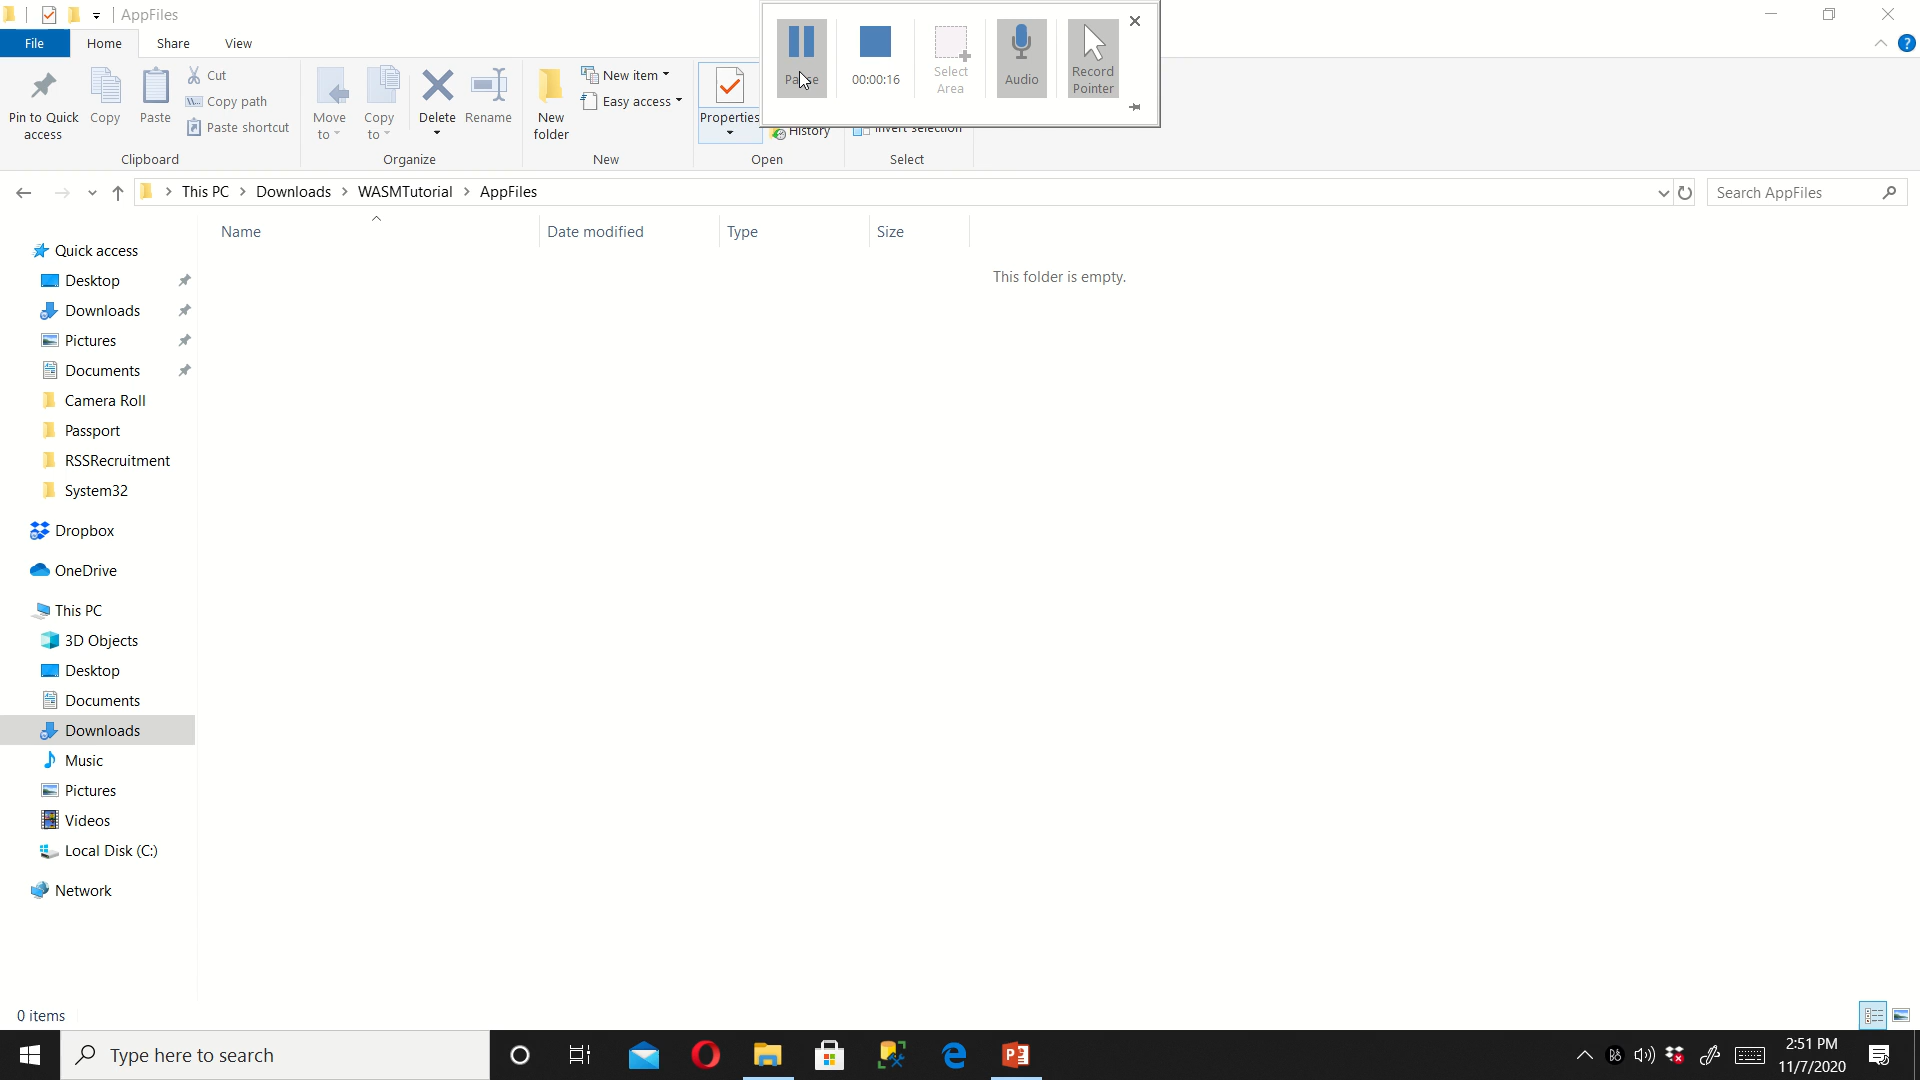 AppFiles
File Home Share View
Pin to Quick access
Copy
Paste
Cut
Copy path
Paste shortcut
Clipboard
Move to
Copy to
Delete
Rename
Organize
New folder
New item
Easy access
New
Properties
History
Open
Invert selection
Select
Pause
00:00:16
Select Area
Audio
Record Pointer
This PC > Downloads > WASMTutorial > AppFiles
Search AppFiles
Name Date modified Type Size
This folder is empty.
Quick access
Desktop
Downloads
Pictures
Documents
Camera Roll
Passport
RSSRecruitment
System32
Dropbox
OneDrive
This PC
3D Objects
Desktop
Documents
Downloads
Music
Pictures
Videos
Local Disk (C:)
Network
0 items
Type here to search
2:51 PM
11/7/2020